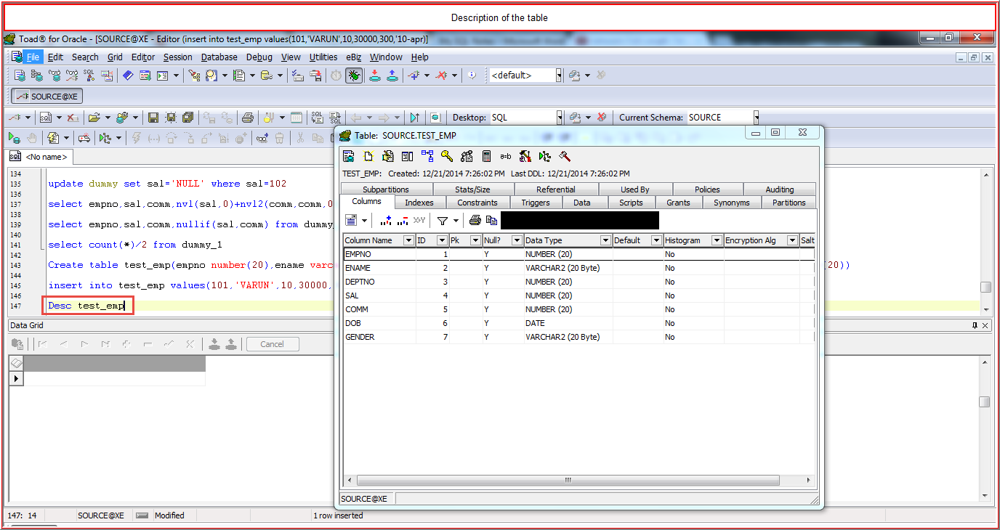 Description of the table
Toad® for Oracle - [SOURCE@XE - Editor (insert into test_emp values(101,'VARUN',10,30000,300,'10-apr)]
File Edit Search Grid Editor Session Database Debug View Utilities eBiz Window Help
<default>
SOURCE@XE
SQL Desktop: SQL Current Schema: SOURCE
SQL <No name>
134
135 update dummy set sal='NULL' where sal=102
136
137 select empno,sal,comm,nvl(sal,0)+nvl2(comm,comm,0
138
139 select empno,sal,comm,nullif(sal,comm) from dummy
140
141 select count(*)/2 from dummy_1
142
143 Create table test_emp(empno number(20),ename varc 20))
144
145 insert into test_emp values(101,'VARUN',10,30000,
146
147 Desc test_emp
Data Grid
Cancel
147: 14 SOURCE@XE Modified 1 row inserted
Table: SOURCE.TEST_EMP
a=b
TEST_EMP: Created: 12/21/2014 7:26:02 PM Last DDL: 12/21/2014 7:26:02 PM
Subpartitions Stats/Size Referential Used By Policies Auditing
Columns Indexes Constraints Triggers Data Scripts Grants Synonyms Partitions
Column Name ID Pk Null? Data Type Default Histogram Encryption Alg Salt
EMPNO 1 Y NUMBER (20) No
ENAME 2 Y VARCHAR2 (20 Byte) No
DEPTNO 3 Y NUMBER (20) No
SAL 4 Y NUMBER (20) No
COMM 5 Y NUMBER (20) No
DOB 6 Y DATE No
GENDER 7 Y VARCHAR2 (20 Byte) No
SOURCE@XE